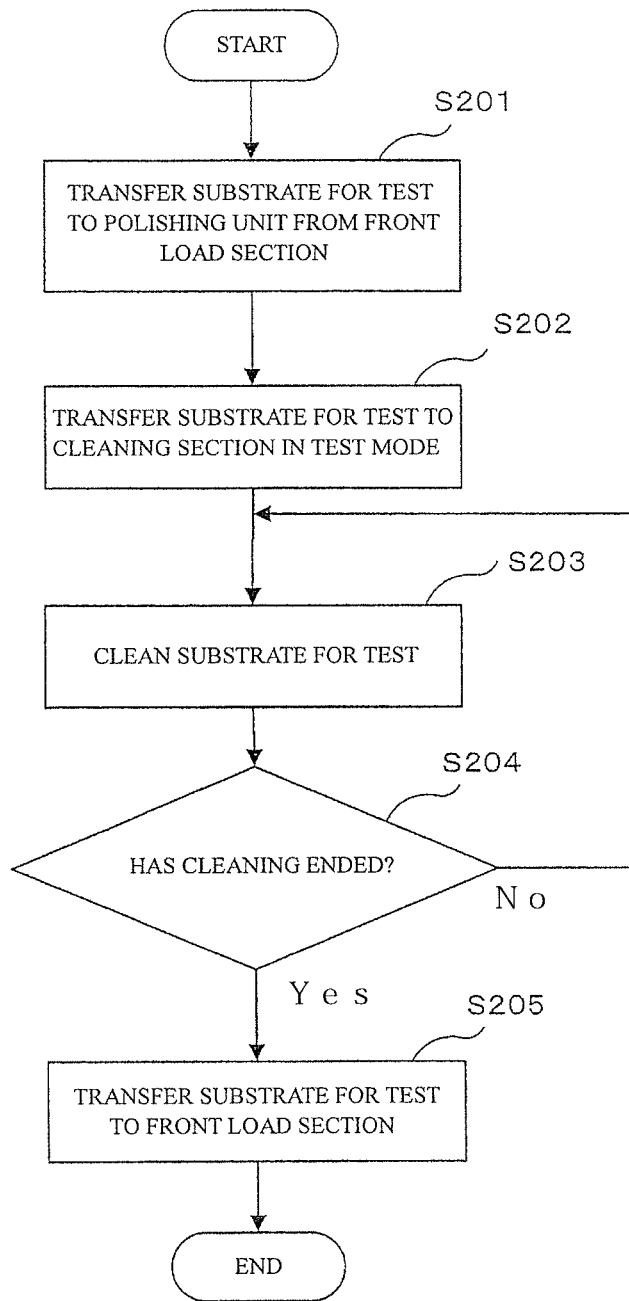 START
S201
TRANSFER SUBSTRATE FOR TEST
TO POLISHING UNIT FROM FRONT
LOAD SECTION
S202
TRANSFER SUBSTRATE FOR TEST TO
CLEANING SECTION IN TEST MODE
S203
CLEAN SUBSTRATE FOR TEST
S204
HAS CLEANING ENDED?
No
Yes
S205
TRANSFER SUBSTRATE FOR TEST
TO FRONT LOAD SECTION
END